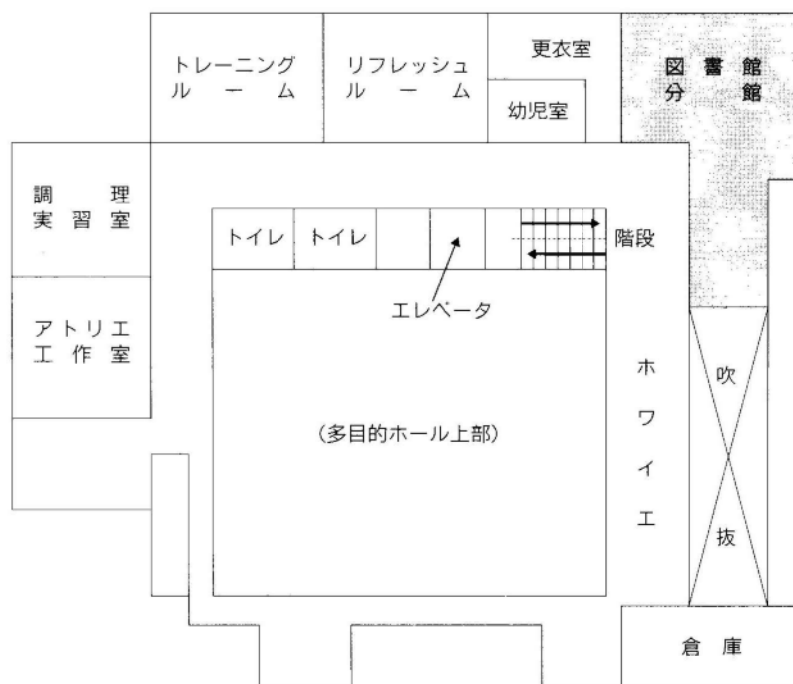 トレーニング
ルーム
リフレッシュ
ルーム
更衣室
幼児室
図書館
分館
調理
実習室
トイレ
トイレ
階段
エレベータ
アトリエ
工作室
(多目的ホール上部)
ホワイエ
吹
抜
倉庫